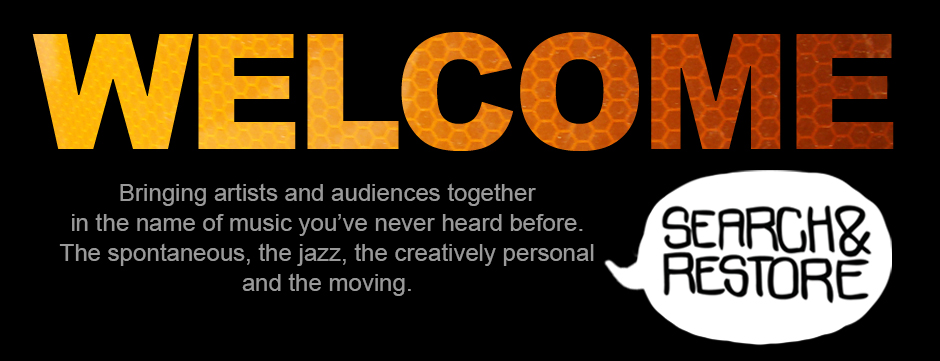 WELCOME
Bringing artists and audiences together
in the name of music you’ve never heard before.
The spontaneous, the jazz, the creatively personal
and the moving.
SEARCH&
RESTORE